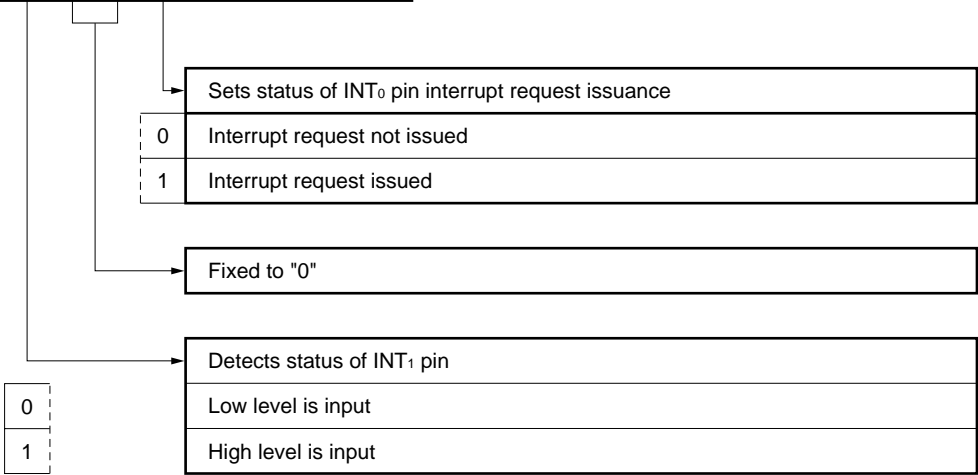 Sets status of INT₀ pin interrupt request issuance
0 Interrupt request not issued
1 Interrupt request issued
Fixed to "0"
Detects status of INT₁ pin
0 Low level is input
1 High level is input